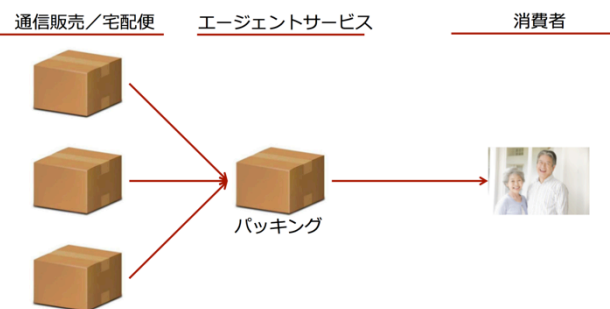 通信販売／宅配便
エージェントサービス
消費者
パッキング